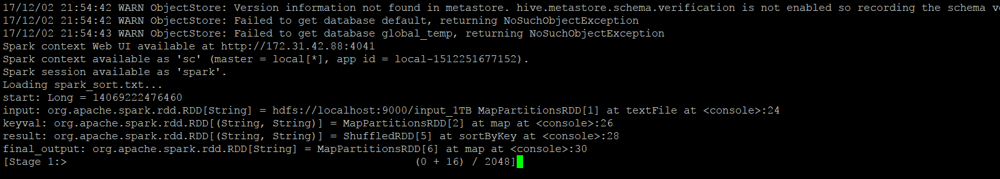 17/12/02 21:54:42 WARN ObjectStore: Version information not found in metastore. hive.metastore.schema.verification is not enabled so recording the schema ve
17/12/02 21:54:42 WARN ObjectStore: Failed to get database default, returning NoSuchObjectException
17/12/02 21:54:43 WARN ObjectStore: Failed to get database global_temp, returning NoSuchObjectException
Spark context Web UI available at http://172.31.42.88:4041
Spark context available as 'sc' (master = local[*], app id = local-1512251677152).
Spark session available as 'spark'.
Loading spark_sort.txt...
start: Long = 14069222476460
input: org.apache.spark.rdd.RDD[String] = hdfs://localhost:9000/input_1TB MapPartitionsRDD[1] at textFile at <console>:24
keyval: org.apache.spark.rdd.RDD[(String, String)] = MapPartitionsRDD[2] at map at <console>:26
result: org.apache.spark.rdd.RDD[(String, String)] = ShuffledRDD[5] at sortByKey at <console>:28
final_output: org.apache.spark.rdd.RDD[String] = MapPartitionsRDD[6] at map at <console>:30
[Stage 1:> (0 + 16) / 2048]